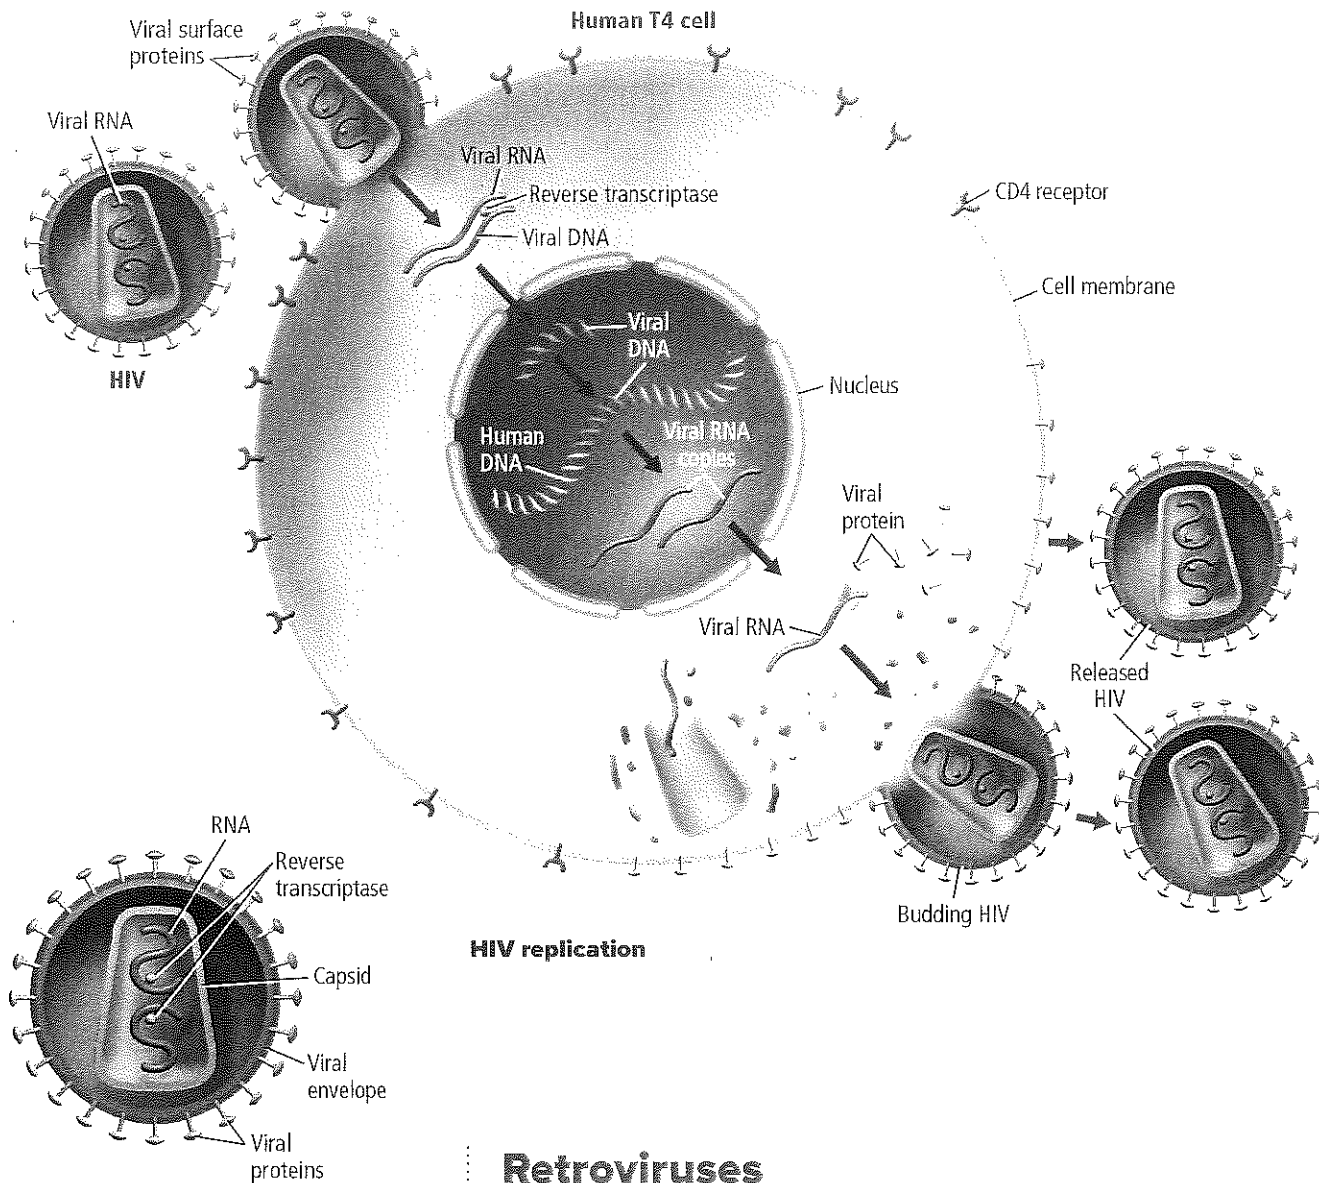 Human T4 cell
Viral surface
proteins
Viral RNA
HIV
Viral RNA
Reverse transcriptase
Viral DNA
CD4 receptor
Cell membrane
Viral
DNA
Nucleus
Human
DNA
Viral RNA
copies
Viral
protein
Viral RNA
Released
HIV
Budding HIV
RNA
Reverse
transcriptase
Capsid
Viral
envelope
Viral
proteins
HIV replication
Retroviruses